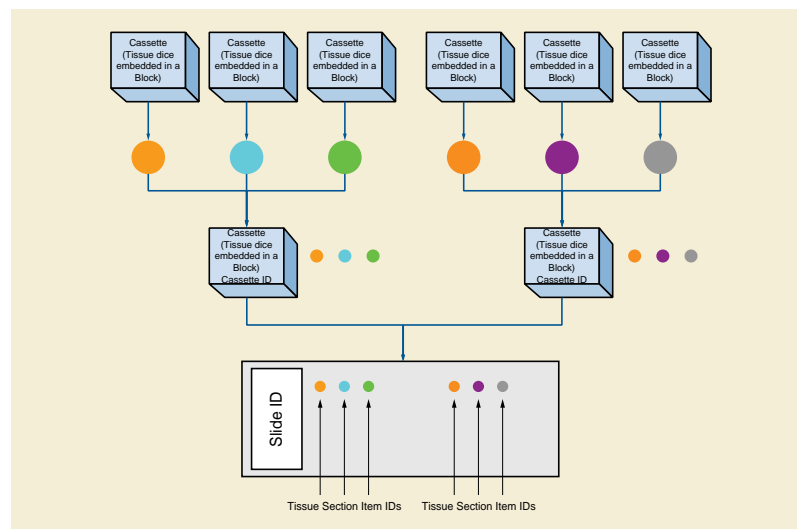 Cassette
(Tissue dice
embedded in a
Block)
Cassette
(Tissue dice
embedded in a
Block)
Cassette
(Tissue dice
embedded in a
Block)
Cassette
(Tissue dice
embedded in a
Block)
Cassette
(Tissue dice
embedded in a
Block)
Cassette
(Tissue dice
embedded in a
Block)
Cassette
(Tissue dice
embedded in a
Block)
Cassette ID
Cassette
(Tissue dice
embedded in a
Block)
Cassette ID
Slide ID
Tissue Section Item IDs
Tissue Section Item IDs